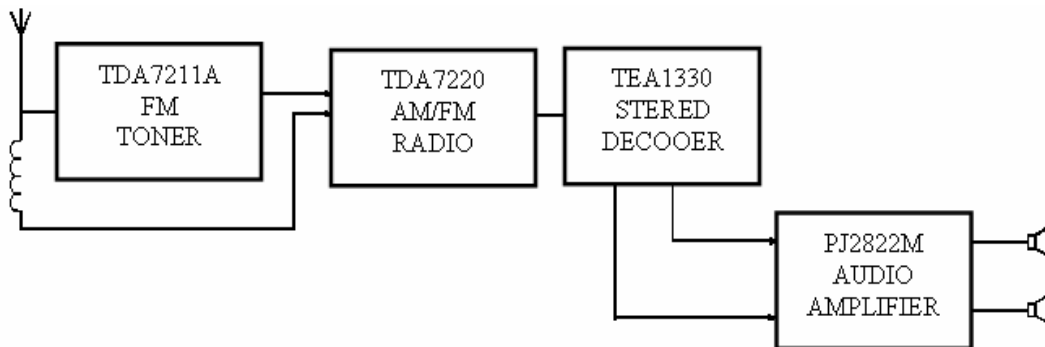 TDA7211A
FM
TONER
TDA7220
AM/FM
RADIO
TEA1330
STERED
DECOOER
PJ2822M
AUDIO
AMPLIFIER